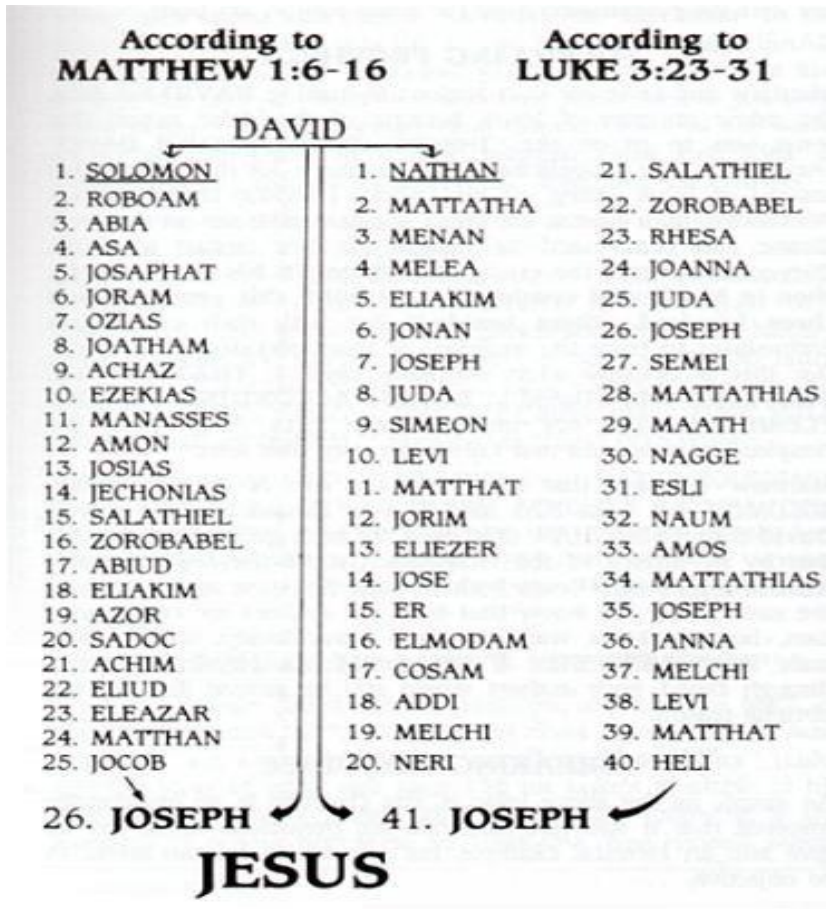 According to
MATTHEW 1:6-16
According to
LUKE 3:23-31
DAVID
1. SOLOMON
2. ROBOAM
3. ABIA
4. ASA
5. JOSAPHAT
6. JORAM
7. OZIAS
8. JOATHAM
9. ACHAZ
10. EZEKIAS
11. MANASSES
12. AMON
13. JOSIAS
14. JECHONIAS
15. SALATHIEL
16. ZOROBABEL
17. ABIUD
18. ELIAKIM
19. AZOR
20. SADOC
21. ACHIM
22. ELIUD
23. ELEAZAR
24. MATTHAN
25. JOCOB
26. JOSEPH
1. NATHAN
2. MATTATHA
3. MENAN
4. MELEA
5. ELIAKIM
6. JONAN
7. JOSEPH
8. JUDA
9. SIMEON
10. LEVI
11. MATTHAT
12. JORIM
13. ELIEZER
14. JOSE
15. ER
16. ELMODAM
17. COSAM
18. ADDI
19. MELCHI
20. NERI
21. SALATHIEL
22. ZOROBABEL
23. RHESA
24. JOANNA
25. JUDA
26. JOSEPH
27. SEMEI
28. MATTATHIAS
29. MAATH
30. NAGGE
31. ESLI
32. NAUM
33. AMOS
34. MATTATHIAS
35. JOSEPH
36. JANNA
37. MELCHI
38. LEVI
39. MATTHAT
40. HELI
41. JOSEPH
JESUS